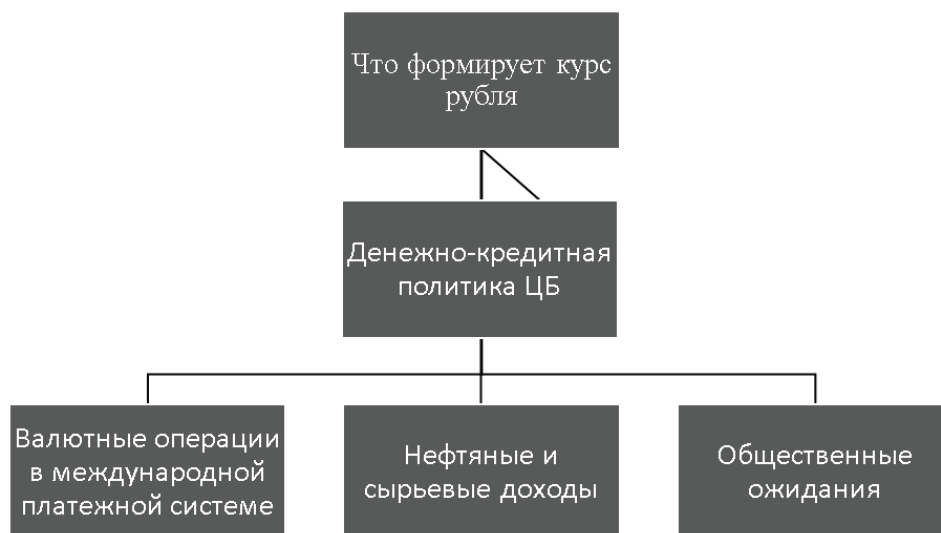 Что формирует курс
рубля
Денежно-кредитная
политика ЦБ
Валютные операции
в международной
платежной системе
Нефтяные и
сырьевые доходы
Общественные
ожидания